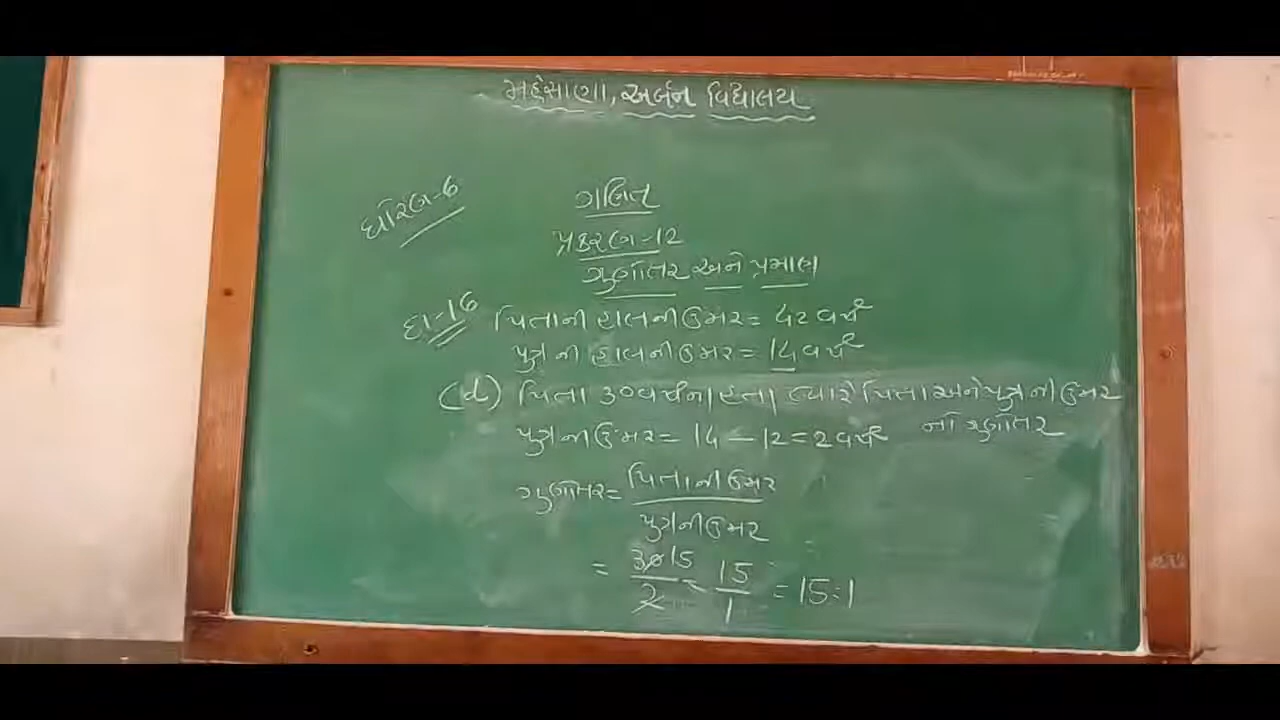 મહેસાણા, અર્બન વિદ્યાલય
ધોરણ-6
ગણિત
પ્રકરણ-12
ગુણોત્તર અને પ્રમાણ
દા-16 પિતાની હાલની ઉંમર = 42 વર્ષ
પુત્રની હાલની ઉંમર = 14 વર્ષ
(d) પિતા 30 વર્ષના હતા ત્યારે પિતા અને પુત્રની ઉંમર
નો ગુણોત્તર
પુત્રની ઉંમર = 14 - 12 = 2 વર્ષ
ગુણોત્તર = પિતાની ઉંમર / પુત્રની ઉંમર
= 30 15 / 2 = 15 / 1 = 15:1